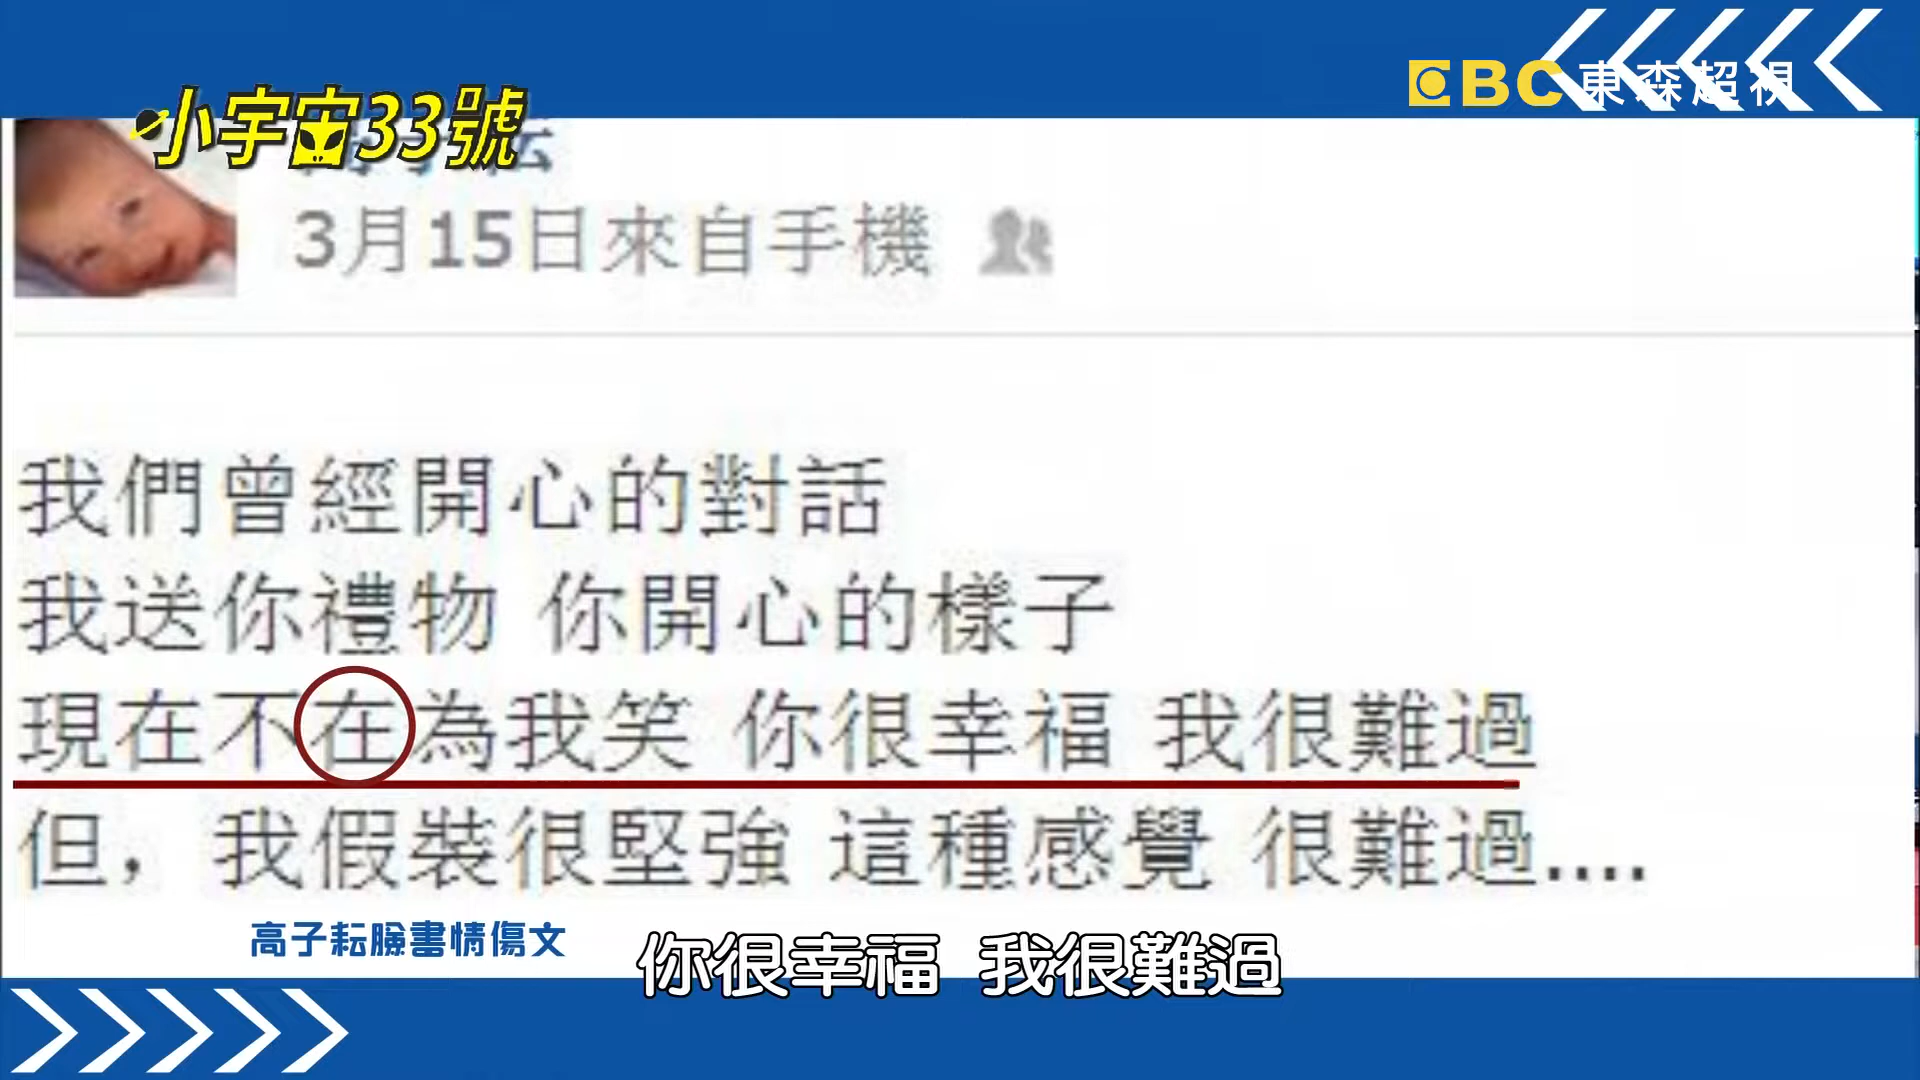 EBC 東森超視
小宇宙33號
3月15日來自手機
我們曾經開心的對話
我送你禮物 你開心的樣子
現在不在為我笑 你很幸福 我很難過
但，我假裝很堅強 這種感覺 很難過....
高子耘臉書情傷文
你很幸福 我很難過